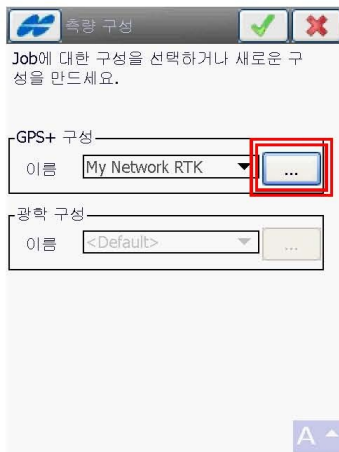 측량 구성
Job에 대한 구성을 선택하거나 새로운 구
성을 만드세요.
GPS+ 구성
이름 My Network RTK ...
광학 구성
이름 <Default> ...
A